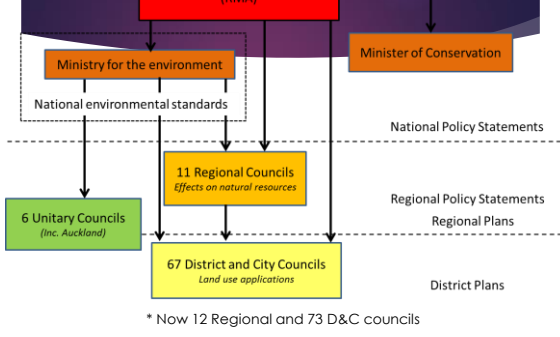 (RMA)
Ministry for the environment
Minister of Conservation
National environmental standards
National Policy Statements
11 Regional Councils
Effects on natural resources
Regional Policy Statements
6 Unitary Councils
Regional Plans
(Inc. Auckland)
67 District and City Councils
Land use applications
District Plans
* Now 12 Regional and 73 D&C councils